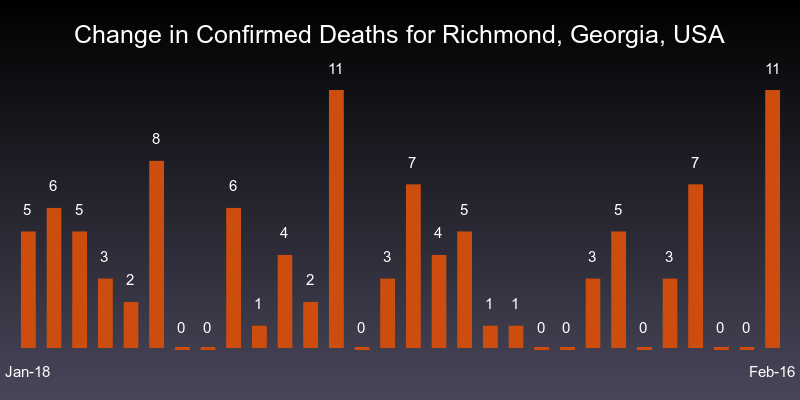 Change in Confirmed Deaths for Richmond, Georgia, USA
5 6 5 3 2 8 0 0 6 1 4 2 11 0 3 7 4 5 1 1 0 0 3 5 0 3 7 0 0 11
Jan-18 Feb-16